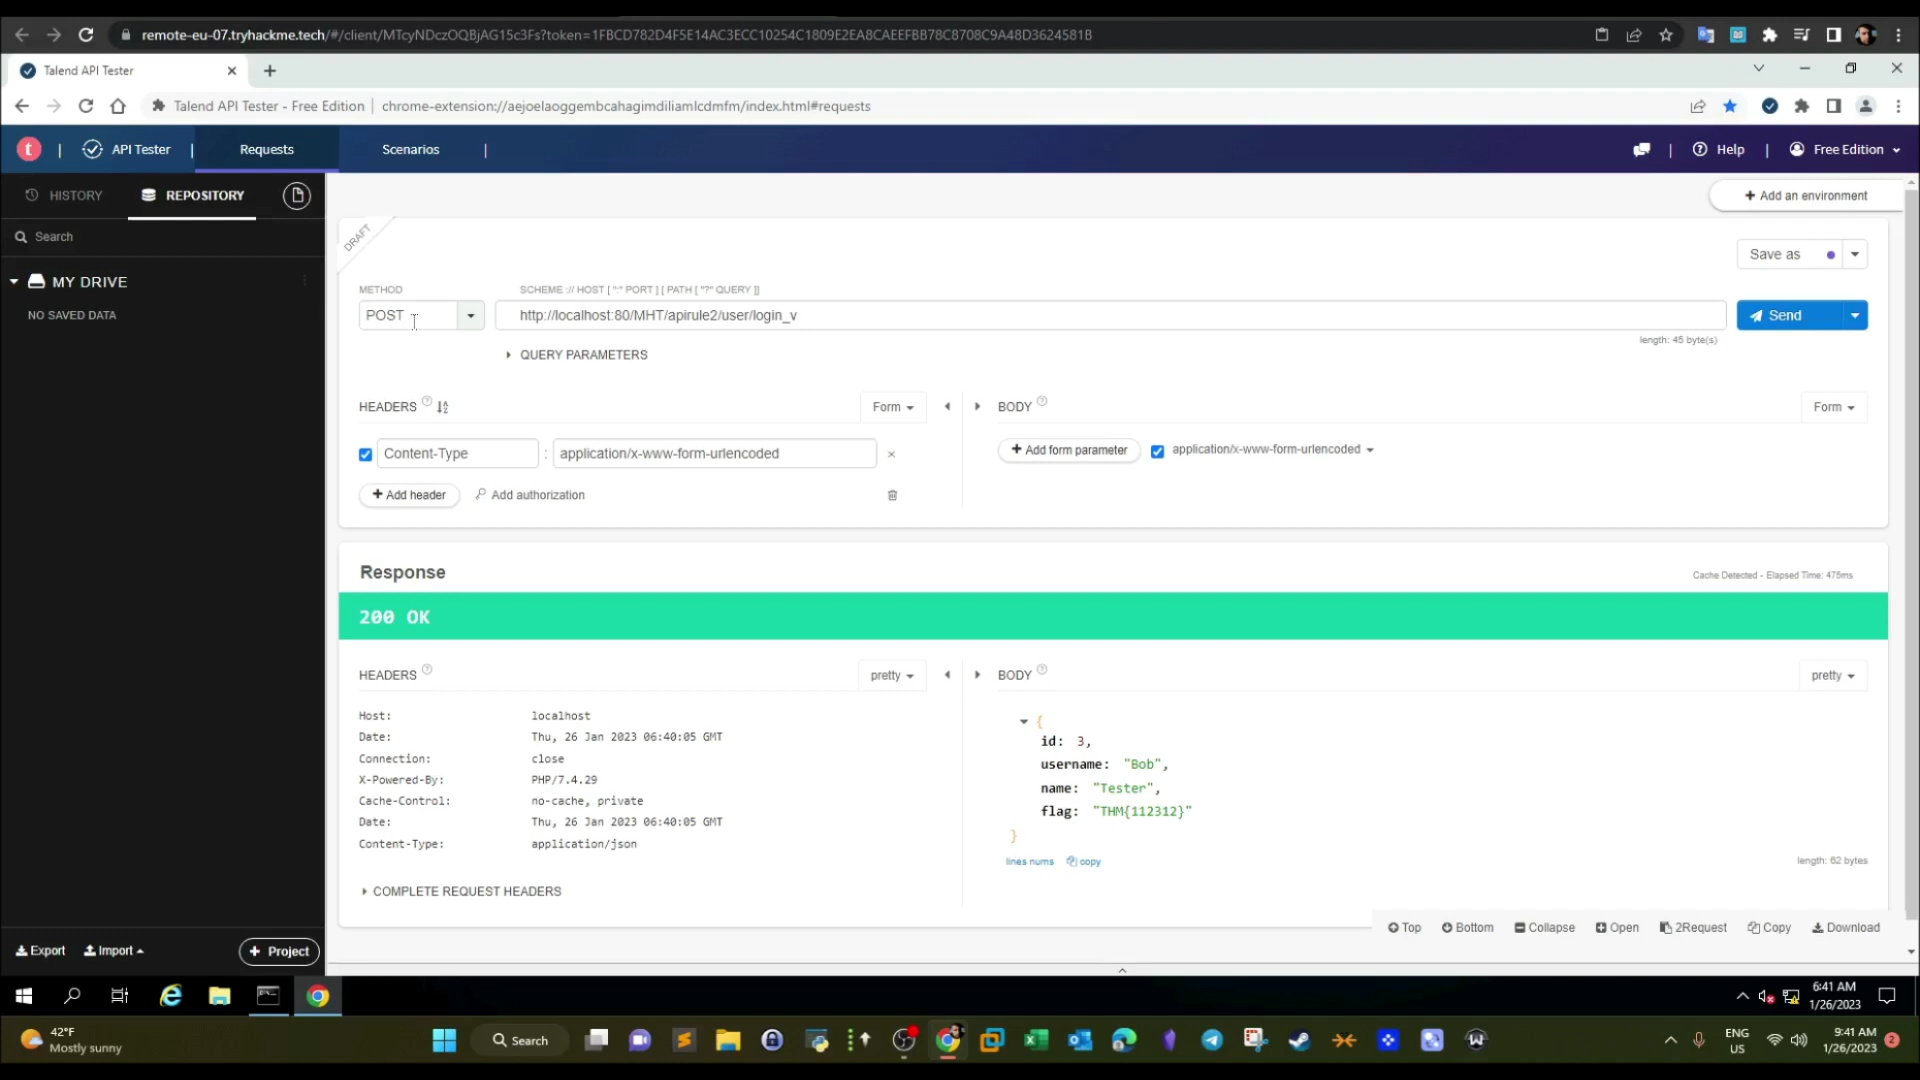 remote-eu-07.tryhackme.tech/#/client/MTcyNDczOQBjAG15c3Fs?token=1FBCD782D4F5E14AC3ECC10254C1809E2EA8CAEEFBB78C8708C9A48D3624581B
Talend API Tester
Talend API Tester - Free Edition | chrome-extension://aejoelaoggembcahagimdiliamlcdmfm/index.html#requests
t | API Tester | Requests Scenarios | | Help | Free Edition
HISTORY REPOSITORY
+ Add an environment
Search
DRAFT
Save as
MY DRIVE
METHOD SCHEME :// HOST [ ":" PORT ] [ PATH [ "?" QUERY ]]
NO SAVED DATA
POST http://localhost:80/MHT/apirule2/user/login_v Send
length: 45 byte(s)
QUERY PARAMETERS
HEADERS ? Form BODY ? Form
Content-Type : application/x-www-form-urlencoded ×
+ Add form parameter application/x-www-form-urlencoded
+ Add header Add authorization
Response
Cache Detected - Elapsed Time: 475ms
200 OK
HEADERS ? pretty BODY ? pretty
Host: localhost
Date: Thu, 26 Jan 2023 06:40:05 GMT
Connection: close
X-Powered-By: PHP/7.4.29
Cache-Control: no-cache, private
Date: Thu, 26 Jan 2023 06:40:05 GMT
Content-Type: application/json
{
id: 3,
username: "Bob",
name: "Tester",
flag: "THM{112312}"
}
lines nums copy length: 62 bytes
COMPLETE REQUEST HEADERS
Top Bottom Collapse Open 2Request Copy Download
Export Import + Project
6:41 AM
1/26/2023
42°F
Mostly sunny
Search
ENG
US
9:41 AM
1/26/2023
2